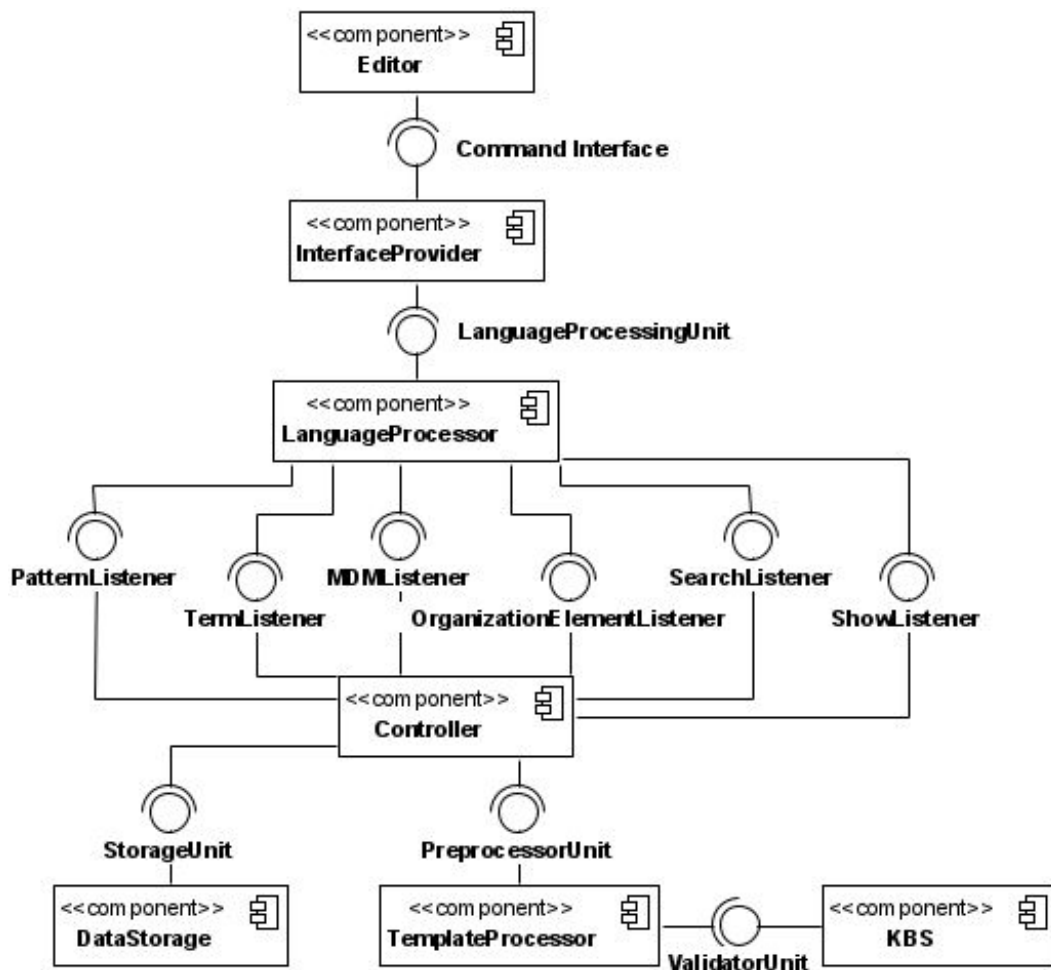 <<component>>
Editor
Command Interface
<<component>>
InterfaceProvider
LanguageProcessingUnit
<<component>>
LanguageProcessor
PatternListener
MDMListener
SearchListener
TermListener
OrganizationElementListener
ShowListener
<<component>>
Controller
StorageUnit
PreprocessorUnit
<<component>>
DataStorage
<<component>>
TemplateProcessor
<<component>>
KBS
ValidatorUnit